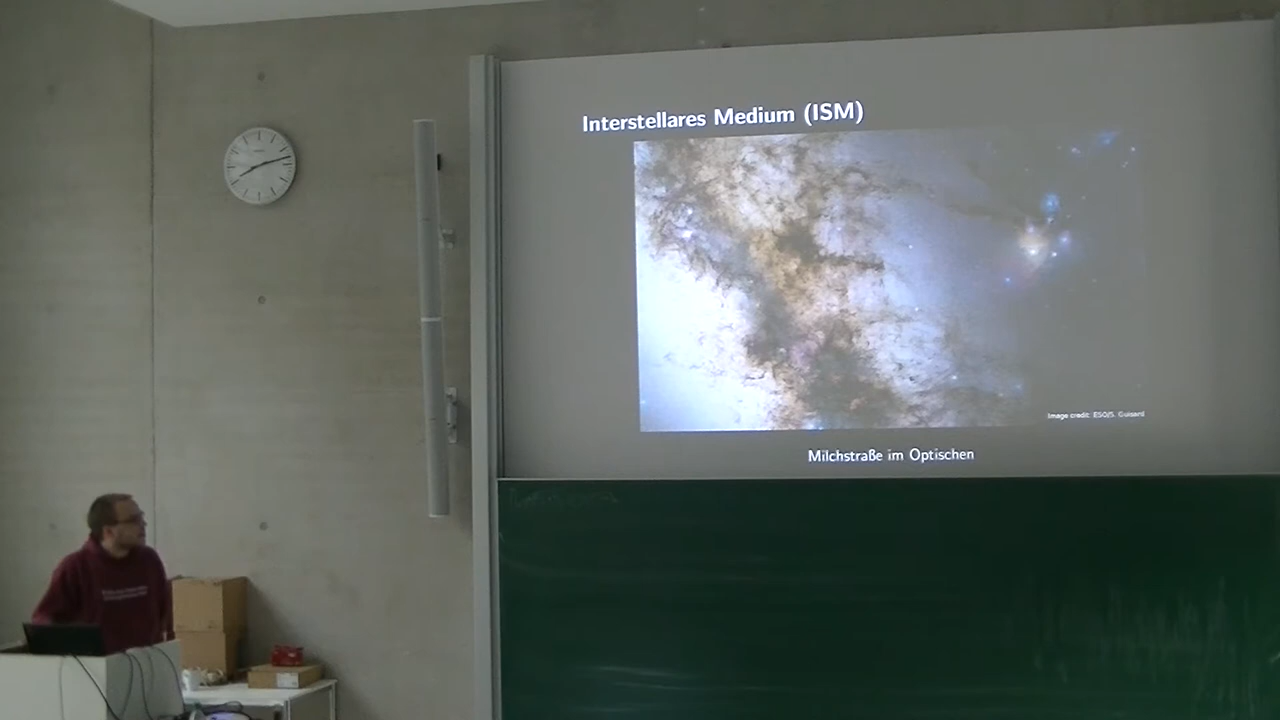 Interstellares Medium (ISM)
Image credit: ESO/S. Guisard
Milchstraße im Optischen